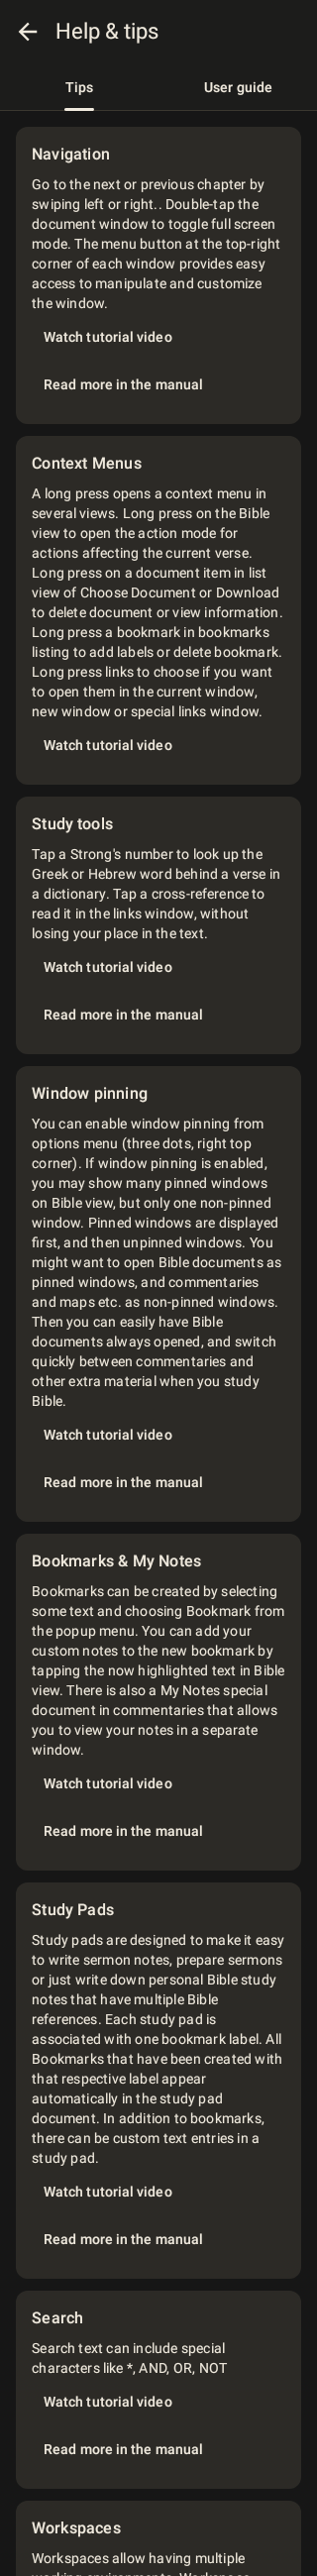 Help & tips
Tips
User guide
Navigation
Go to the next or previous chapter by
swiping left or right.. Double-tap the
document window to toggle full screen
mode. The menu button at the top-right
corner of each window provides easy
access to manipulate and customize
the window.
Watch tutorial video
Read more in the manual
Context Menus
A long press opens a context menu in
several views. Long press on the Bible
view to open the action mode for
actions affecting the current verse.
Long press on a document item in list
view of Choose Document or Download
to delete document or view information.
Long press a bookmark in bookmarks
listing to add labels or delete bookmark.
Long press links to choose if you want
to open them in the current window,
new window or special links window.
Watch tutorial video
Study tools
Tap a Strong's number to look up the
Greek or Hebrew word behind a verse in
a dictionary. Tap a cross-reference to
read it in the links window, without
losing your place in the text.
Watch tutorial video
Read more in the manual
Window pinning
You can enable window pinning from
options menu (three dots, right top
corner). If window pinning is enabled,
you may show many pinned windows
on Bible view, but only one non-pinned
window. Pinned windows are displayed
first, and then unpinned windows. You
might want to open Bible documents as
pinned windows, and commentaries
and maps etc. as non-pinned windows.
Then you can easily have Bible
documents always opened, and switch
quickly between commentaries and
other extra material when you study
Bible.
Watch tutorial video
Read more in the manual
Bookmarks & My Notes
Bookmarks can be created by selecting
some text and choosing Bookmark from
the popup menu. You can add your
custom notes to the new bookmark by
tapping the now highlighted text in Bible
view. There is also a My Notes special
document in commentaries that allows
you to view your notes in a separate
window.
Watch tutorial video
Read more in the manual
Study Pads
Study pads are designed to make it easy
to write sermon notes, prepare sermons
or just write down personal Bible study
notes that have multiple Bible
references. Each study pad is
associated with one bookmark label. All
Bookmarks that have been created with
that respective label appear
automatically in the study pad
document. In addition to bookmarks,
there can be custom text entries in a
study pad.
Watch tutorial video
Read more in the manual
Search
Search text can include special
characters like *, AND, OR, NOT
Watch tutorial video
Read more in the manual
Workspaces
Workspaces allow having multiple